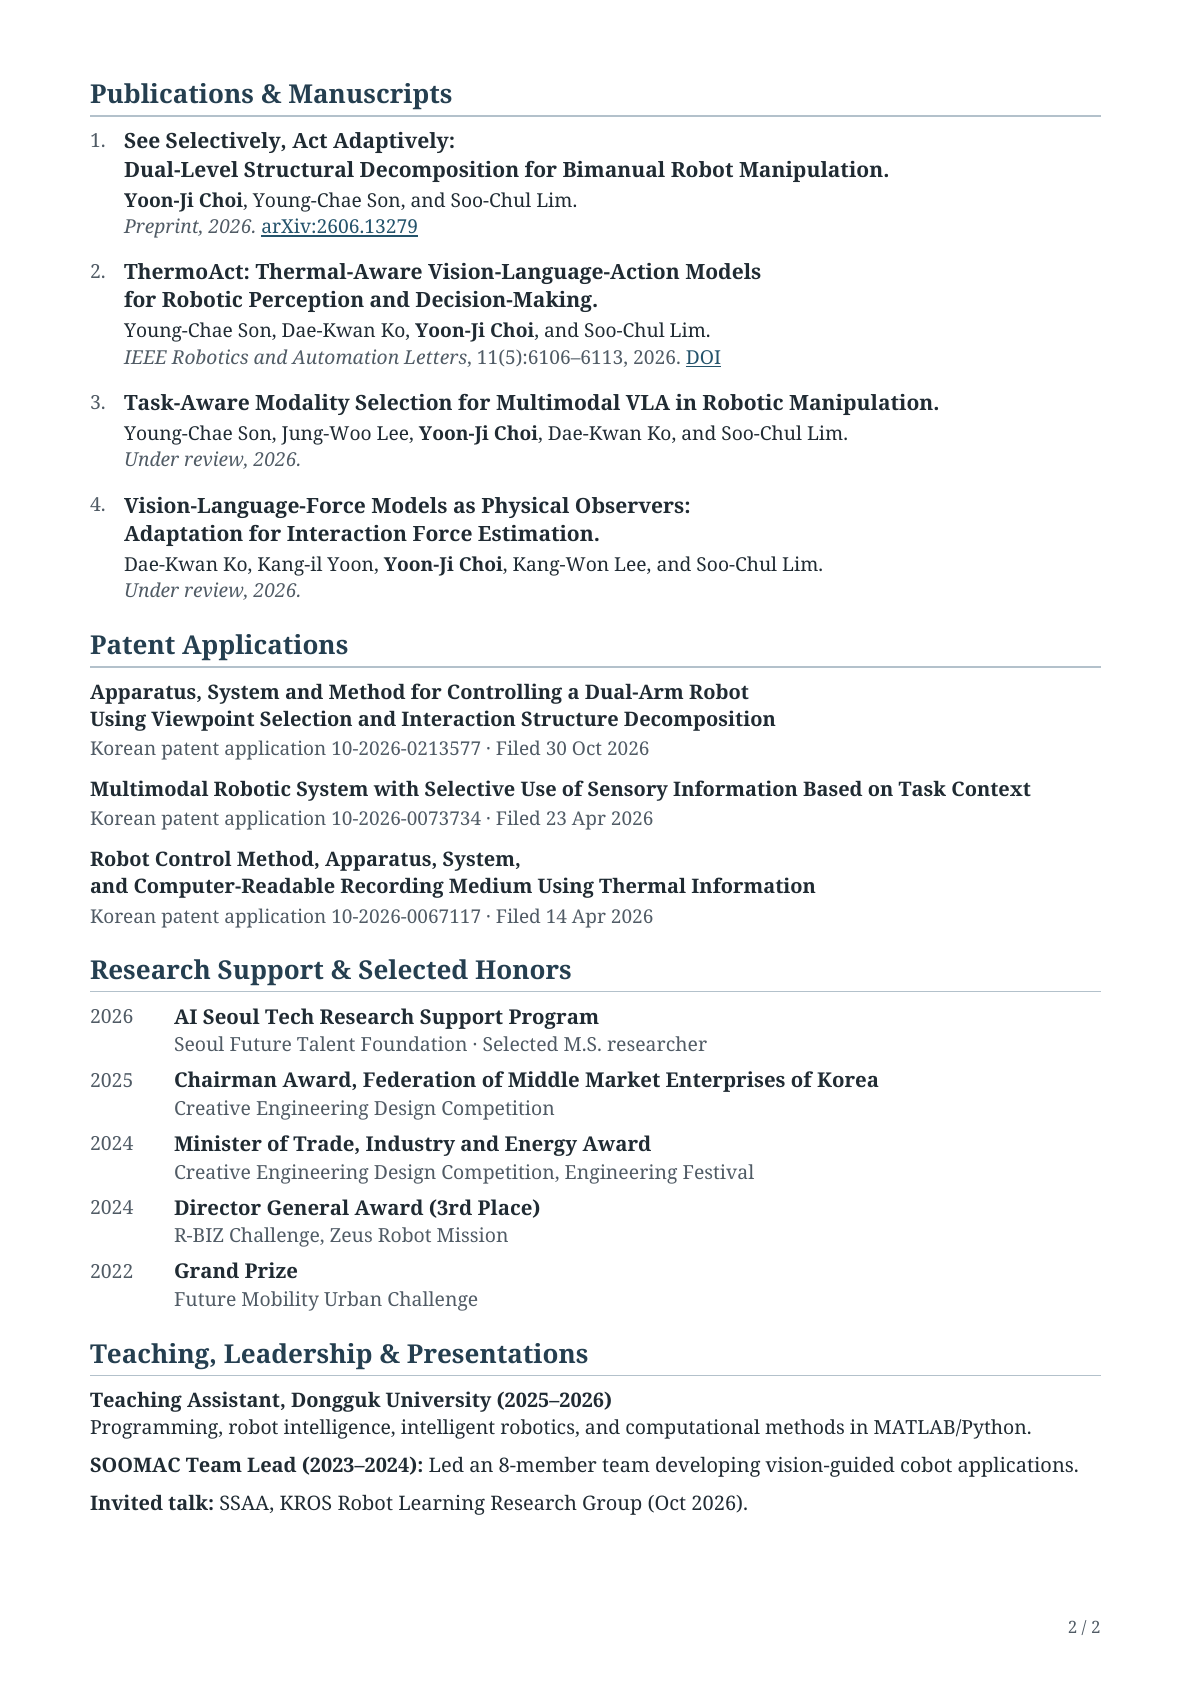 Publications & Manuscripts
1. See Selectively, Act Adaptively:
Dual-Level Structural Decomposition for Bimanual Robot Manipulation.
Yoon-Ji Choi, Young-Chae Son, and Soo-Chul Lim.
Preprint, 2026. arXiv:2606.13279
2. ThermoAct: Thermal-Aware Vision-Language-Action Models
for Robotic Perception and Decision-Making.
Young-Chae Son, Dae-Kwan Ko, Yoon-Ji Choi, and Soo-Chul Lim.
IEEE Robotics and Automation Letters, 11(5):6106–6113, 2026. DOI
3. Task-Aware Modality Selection for Multimodal VLA in Robotic Manipulation.
Young-Chae Son, Jung-Woo Lee, Yoon-Ji Choi, Dae-Kwan Ko, and Soo-Chul Lim.
Under review, 2026.
4. Vision-Language-Force Models as Physical Observers:
Adaptation for Interaction Force Estimation.
Dae-Kwan Ko, Kang-il Yoon, Yoon-Ji Choi, Kang-Won Lee, and Soo-Chul Lim.
Under review, 2026.
Patent Applications
Apparatus, System and Method for Controlling a Dual-Arm Robot
Using Viewpoint Selection and Interaction Structure Decomposition
Korean patent application 10-2026-0213577 · Filed 30 Oct 2026
Multimodal Robotic System with Selective Use of Sensory Information Based on Task Context
Korean patent application 10-2026-0073734 · Filed 23 Apr 2026
Robot Control Method, Apparatus, System,
and Computer-Readable Recording Medium Using Thermal Information
Korean patent application 10-2026-0067117 · Filed 14 Apr 2026
Research Support & Selected Honors
2026 AI Seoul Tech Research Support Program
Seoul Future Talent Foundation · Selected M.S. researcher
2025 Chairman Award, Federation of Middle Market Enterprises of Korea
Creative Engineering Design Competition
2024 Minister of Trade, Industry and Energy Award
Creative Engineering Design Competition, Engineering Festival
2024 Director General Award (3rd Place)
R-BIZ Challenge, Zeus Robot Mission
2022 Grand Prize
Future Mobility Urban Challenge
Teaching, Leadership & Presentations
Teaching Assistant, Dongguk University (2025–2026)
Programming, robot intelligence, intelligent robotics, and computational methods in MATLAB/Python.
SOOMAC Team Lead (2023–2024): Led an 8-member team developing vision-guided cobot applications.
Invited talk: SSAA, KROS Robot Learning Research Group (Oct 2026).
2 / 2